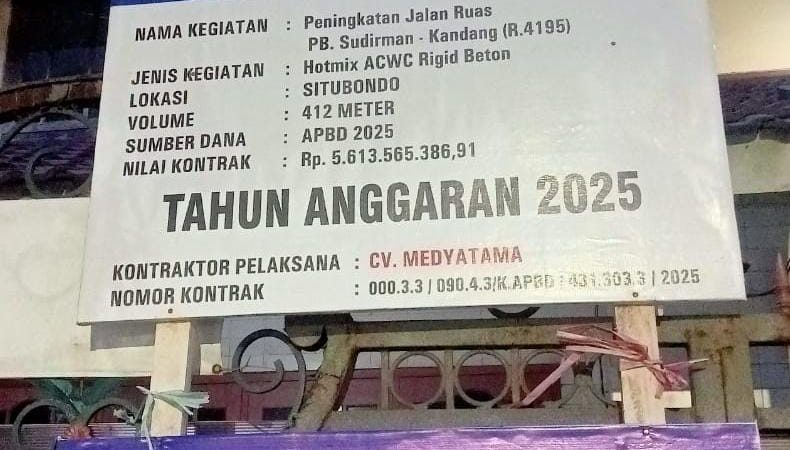 NAMA KEGIATAN : Peningkatan Jalan Ruas
PB. Sudirman - Kandang (R.4195)
JENIS KEGIATAN : Hotmix ACWC Rigid Beton
LOKASI : SITUBONDO
VOLUME : 412 METER
SUMBER DANA : APBD 2025
NILAI KONTRAK : Rp. 5.613.565.386,91
TAHUN ANGGARAN 2025
KONTRAKTOR PELAKSANA : CV. MEDYATAMA
NOMOR KONTRAK : 000.3.3 / 090.4.3/K.APBD / 431.303.3 / 2025